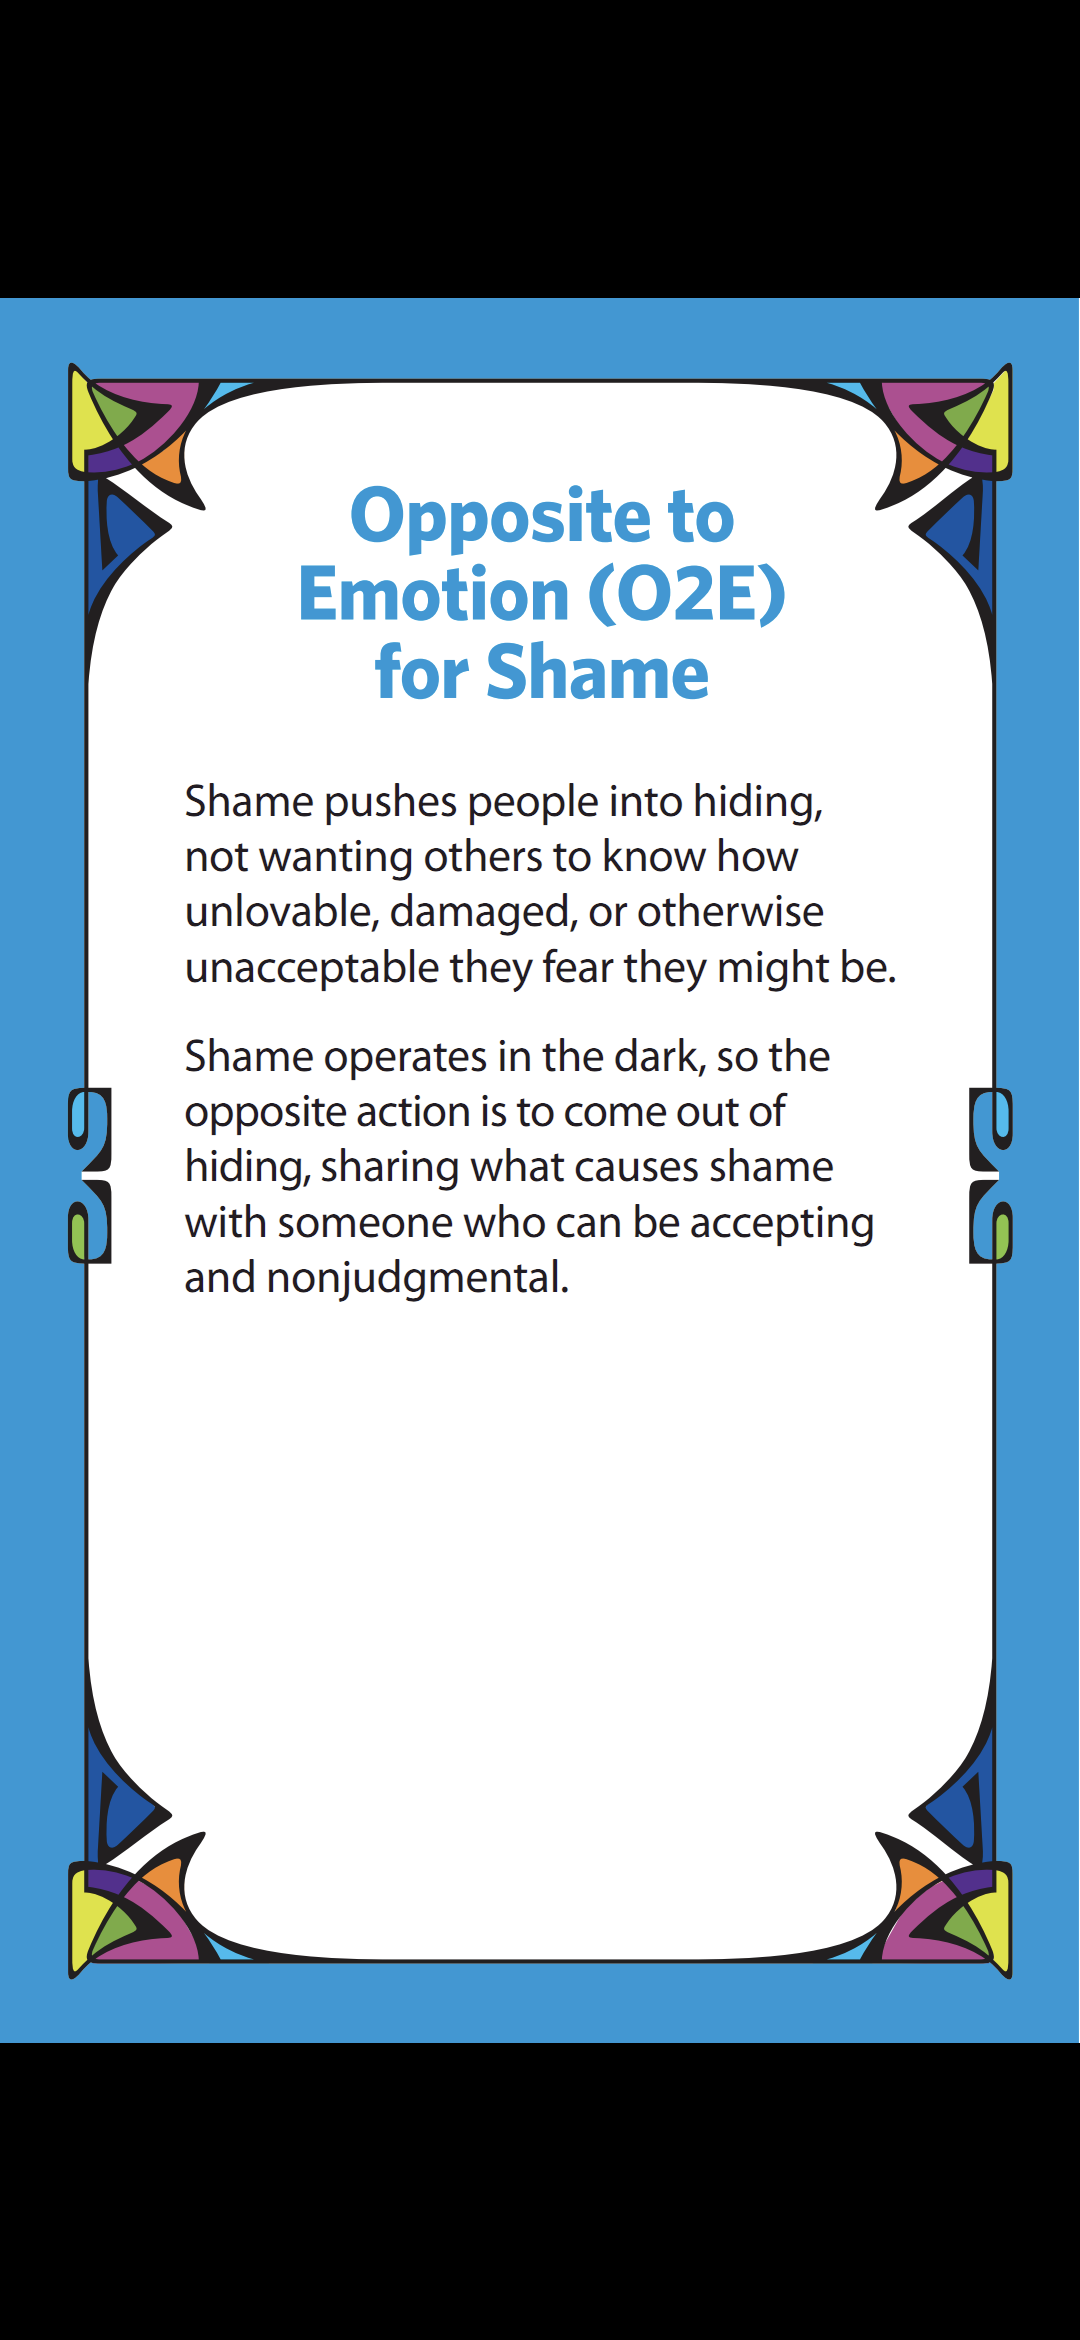 Opposite to
Emotion (O2E)
for Shame
Shame pushes people into hiding,
not wanting others to know how
unlovable, damaged, or otherwise
unacceptable they fear they might be.
Shame operates in the dark, so the
opposite action is to come out of
hiding, sharing what causes shame
with someone who can be accepting
and nonjudgmental.